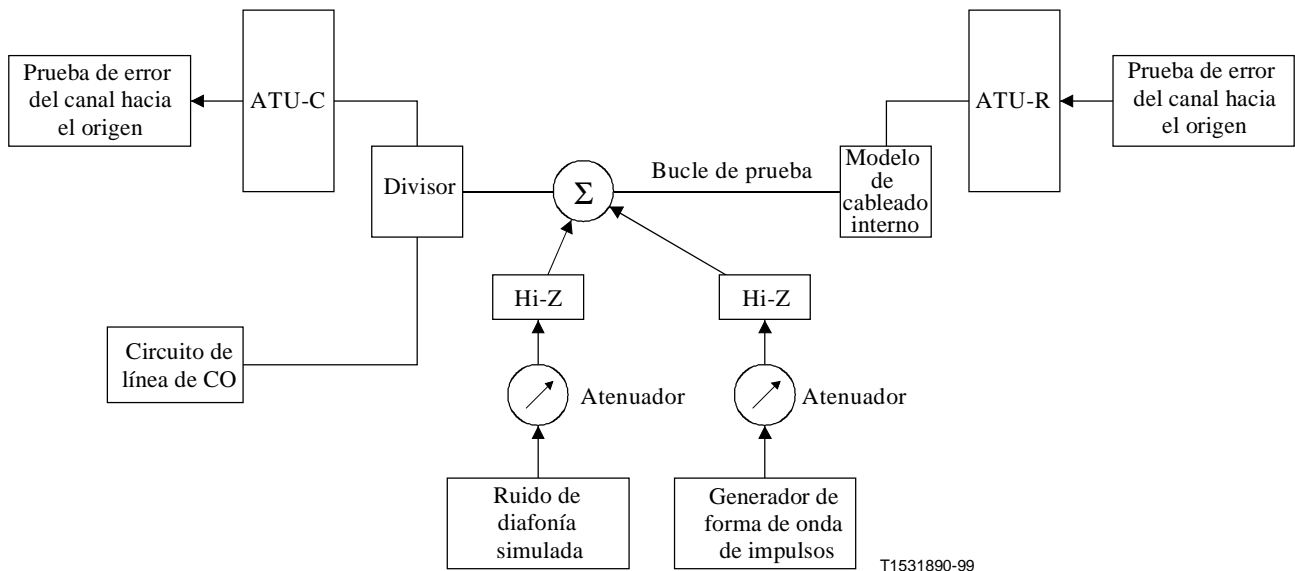 Prueba de error
del canal hacia
el origen
ATU-C
ATU-R
Prueba de error
del canal hacia
el origen
Divisor
Σ
Bucle de prueba
Modelo
de
cableado
interno
Hi-Z
Hi-Z
Circuito de
línea de CO
Atenuador
Atenuador
Ruido de
diafonía
simulada
Generador de
forma de onda
de impulsos
T1531890-99